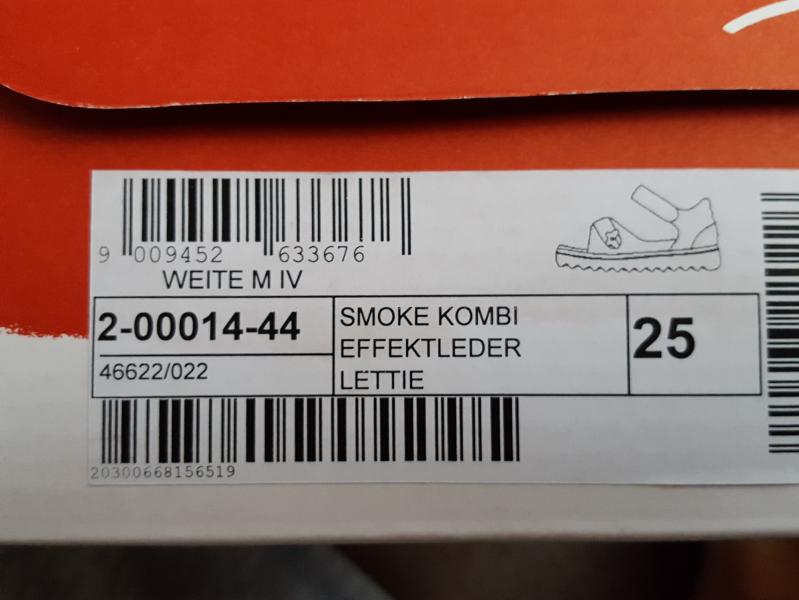 9 009452 633676
WEITE M IV
2-00014-44
46622/022
SMOKE KOMBI
EFFEKTLEDER
LETTIE
25
20300668156519